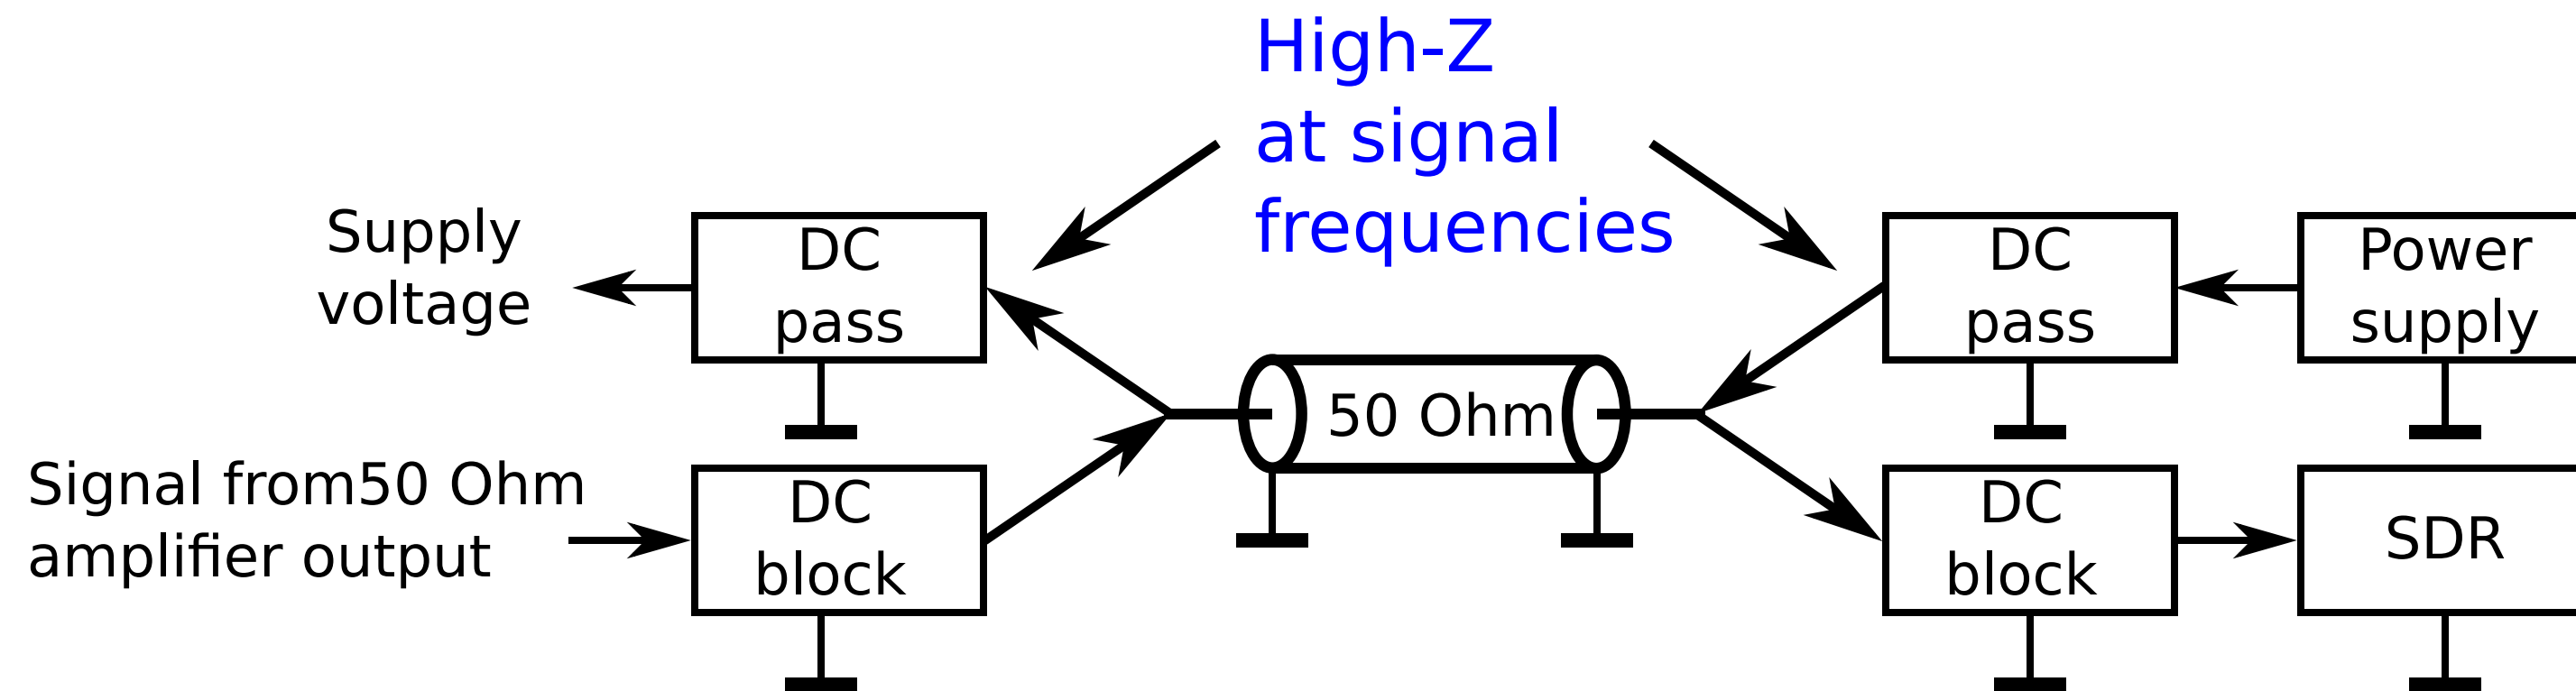 High-Z
at signal
frequencies
Supply
voltage
DC
pass
DC
pass
Power
supply
50 Ohm
Signal from50 Ohm
amplifier output
DC
block
DC
block
SDR